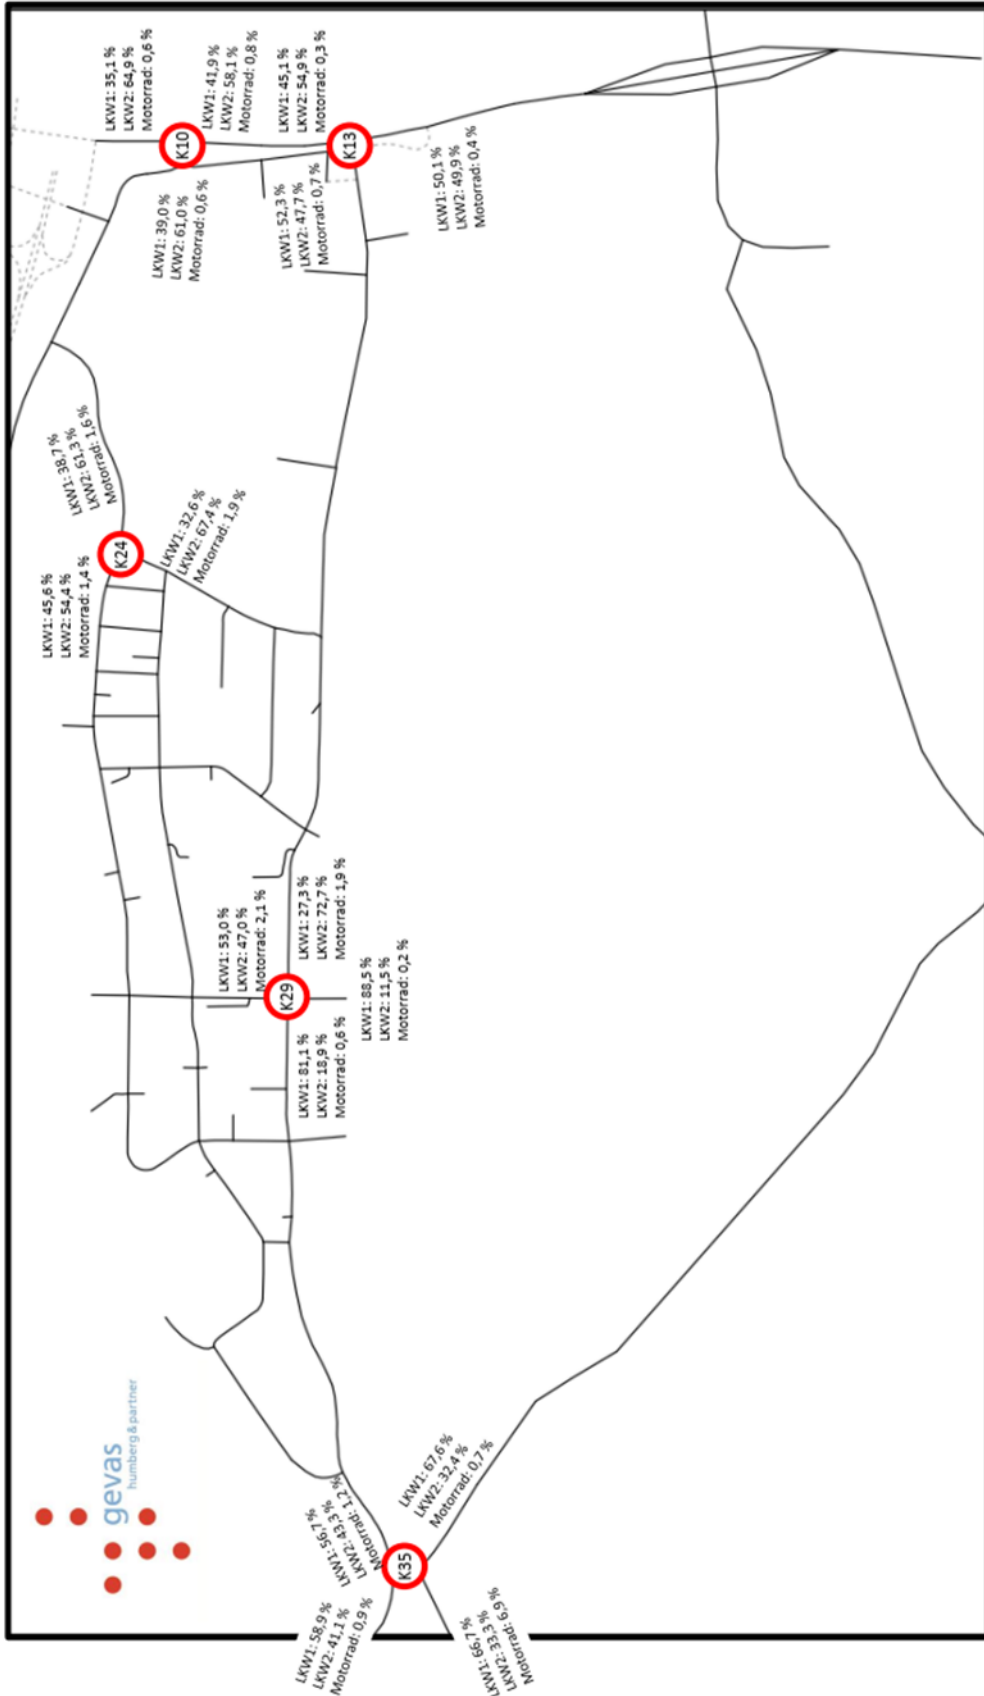 gevas
humberg & partner
LKW1: 58,9 %
LKW2: 41,1 %
Motorrad: 0,9 %
LKW1: 56,7 %
LKW2: 43,3 %
Motorrad: 1,2 %
K35
LKW1: 67,6 %
LKW2: 32,4 %
Motorrad: 0,7 %
LKW1: 66,7 %
LKW2: 33,3 %
Motorrad: 6,9 %
LKW1: 53,0 %
LKW2: 47,0 %
Motorrad: 2,1 %
K29
LKW1: 81,1 %
LKW2: 18,9 %
Motorrad: 0,6 %
LKW1: 27,3 %
LKW2: 72,7 %
Motorrad: 1,9 %
LKW1: 88,5 %
LKW2: 11,5 %
Motorrad: 0,2 %
LKW1: 45,6 %
LKW2: 54,4 %
Motorrad: 1,4 %
K24
LKW1: 38,7 %
LKW2: 61,3 %
Motorrad: 1,6 %
LKW1: 32,6 %
LKW2: 67,4 %
Motorrad: 1,9 %
LKW1: 35,1 %
LKW2: 64,9 %
Motorrad: 0,6 %
K10
LKW1: 39,0 %
LKW2: 61,0 %
Motorrad: 0,6 %
LKW1: 41,9 %
LKW2: 58,1 %
Motorrad: 0,8 %
LKW1: 45,1 %
LKW2: 54,9 %
Motorrad: 0,3 %
K13
LKW1: 52,3 %
LKW2: 47,7 %
Motorrad: 0,7 %
LKW1: 50,1 %
LKW2: 49,9 %
Motorrad: 0,4 %